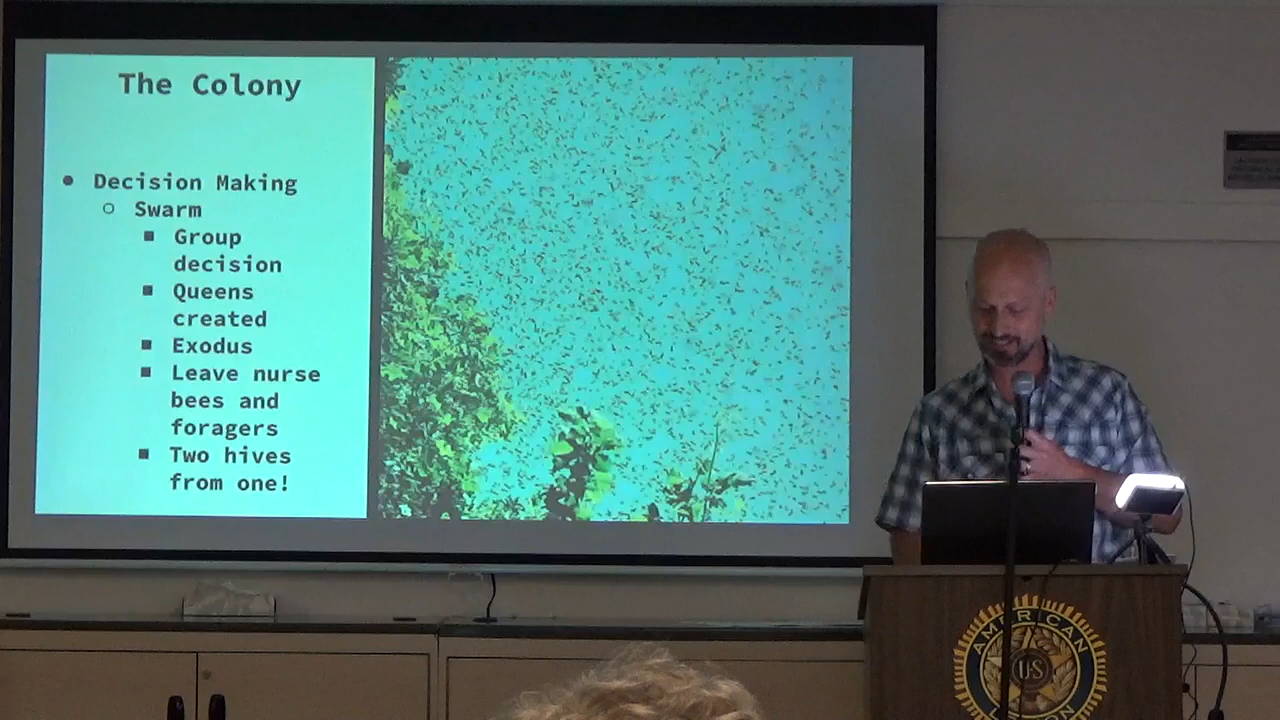 The Colony
● Decision Making
○ Swarm
■ Group
decision
■ Queens
created
■ Exodus
■ Leave nurse
bees and
foragers
■ Two hives
from one!
AMERICAN
US